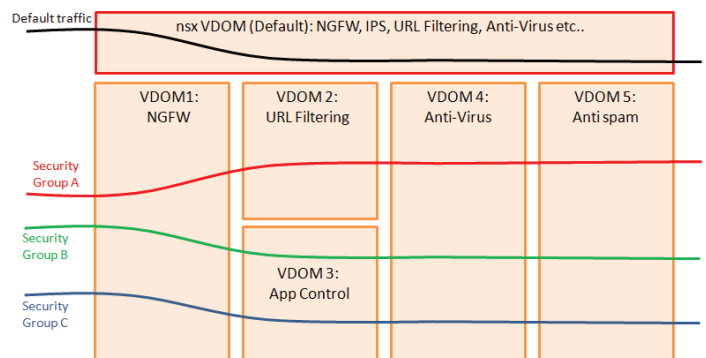 Default traffic
nsx VDOM (Default): NGFW, IPS, URL Filtering, Anti-Virus etc..
VDOM1:
NGFW
VDOM 2:
URL Filtering
VDOM 4:
Anti-Virus
VDOM 5:
Anti spam
Security
Group A
Security
Group B
VDOM 3:
App Control
Security
Group C